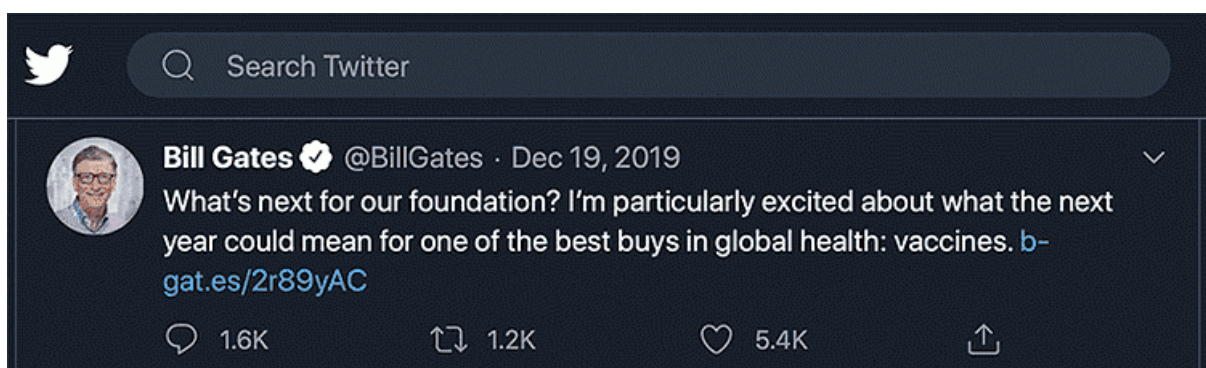 Search Twitter
Bill Gates @BillGates · Dec 19, 2019
What's next for our foundation? I'm particularly excited about what the next
year could mean for one of the best buys in global health: vaccines. b-
gat.es/2r89yAC
1.6K 1.2K 5.4K